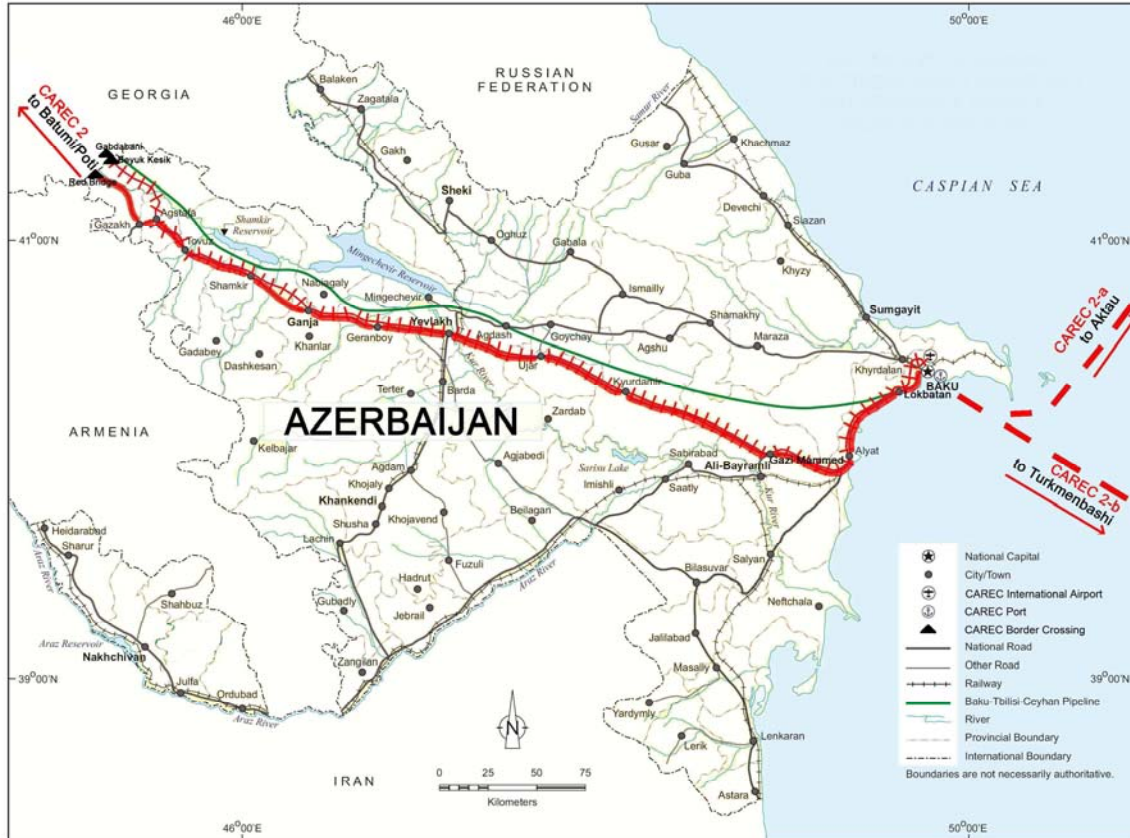 46°00'E
50°00'E
RUSSIAN
FEDERATION
GEORGIA
CAREC 2
to Batumi/Poti
Gabdabani
Beyuk Kesik
Red Bridge
Balaken
Zagatala
Gakh
Sheki
Samur River
Gusar
Khachmaz
Guba
Devechi
Siazan
CASPIAN SEA
41°00'N
41°00'N
Gazakh
Agstafa
Tovuz
Shamkir
Reservoir
Oghuz
Gabala
Khyzy
Mingechevir Reservoir
Shamkir
Nabiagaly
Mingechevir
Ismailly
Sumgayit
Ganja
Yevlakh
Agdash
Goychay
Shamakhy
Agshu
Maraza
Khanlar
Geranboy
Gadabey
Dashkesan
Kur River
Ujar
Khyrdalan
BAKU
Lokbatan
CAREC 2-a
to Aktau
Terter
Barda
Kyurdamir
AZERBAIJAN
Zardab
ARMENIA
Kelbajar
Agdam
Agjabedi
Sarisu Lake
Sabirabad
Ali-Bayramli
Gazi Mammed
Alyat
CAREC 2-b
to Turkmenbashi
Khojaly
Khankendi
Imishli
Saatly
Kur River
Shusha
Khojavend
Beilagan
Lachin
Heidarabad
Sharur
Araz River
Fuzuli
Araz River
Salyan
Bilasuvar
Hadrut
Jebrail
Gubadly
Shahbuz
Neftchala
Araz Reservoir
Nakhchivan
Jalilabad
Zangilan
Masally
39°00'N
39°00'N
Julfa
Ordubad
Araz River
Yardymly
Lerik
Lenkaran
Astara
IRAN
N
0 25 50 75
Kilometers
National Capital
City/Town
CAREC International Airport
CAREC Port
CAREC Border Crossing
National Road
Other Road
Railway
Baku-Tbilisi-Ceyhan Pipeline
River
Provincial Boundary
International Boundary
Boundaries are not necessarily authoritative.
46°00'E
50°00'E